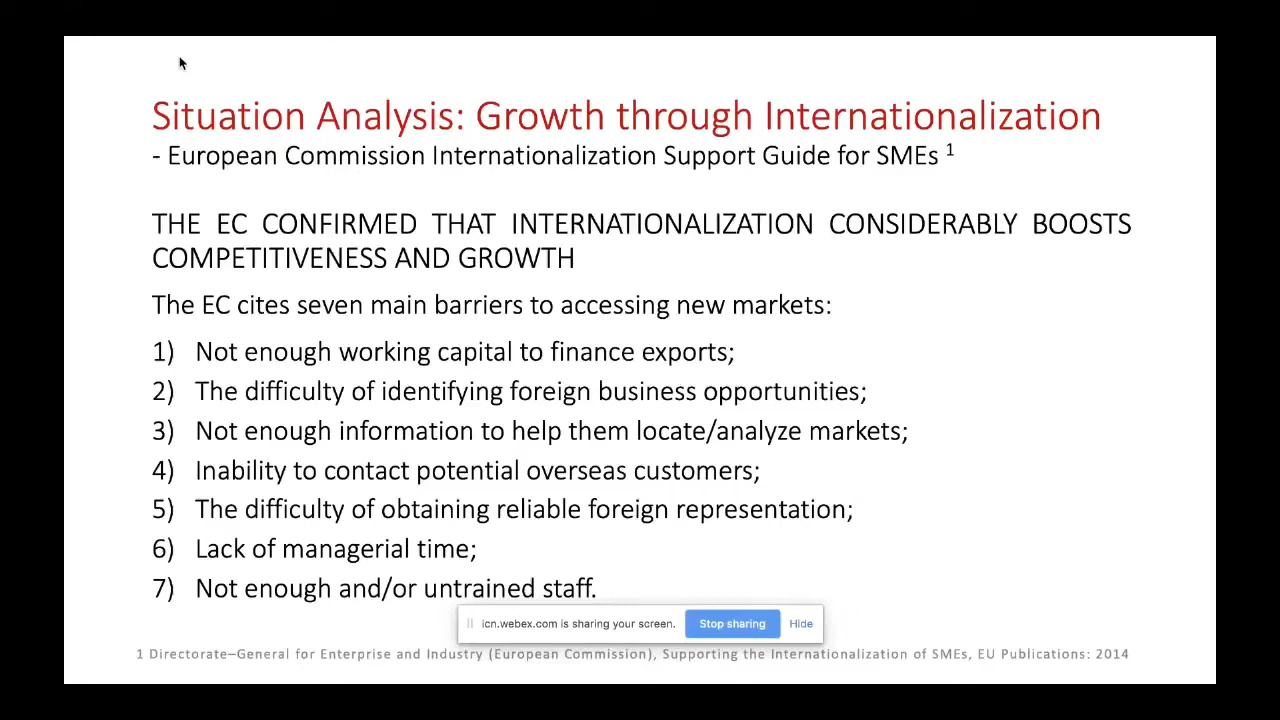 Situation Analysis: Growth through Internationalization
- European Commission Internationalization Support Guide for SMEs 1
THE EC CONFIRMED THAT INTERNATIONALIZATION CONSIDERABLY BOOSTS
COMPETITIVENESS AND GROWTH
The EC cites seven main barriers to accessing new markets:
1) Not enough working capital to finance exports;
2) The difficulty of identifying foreign business opportunities;
3) Not enough information to help them locate/analyze markets;
4) Inability to contact potential overseas customers;
5) The difficulty of obtaining reliable foreign representation;
6) Lack of managerial time;
7) Not enough and/or untrained staff.
icn.webex.com is sharing your screen. Stop sharing Hide
1 Directorate–General for Enterprise and Industry (European Commission), Supporting the Internationalization of SMEs, EU Publications: 2014